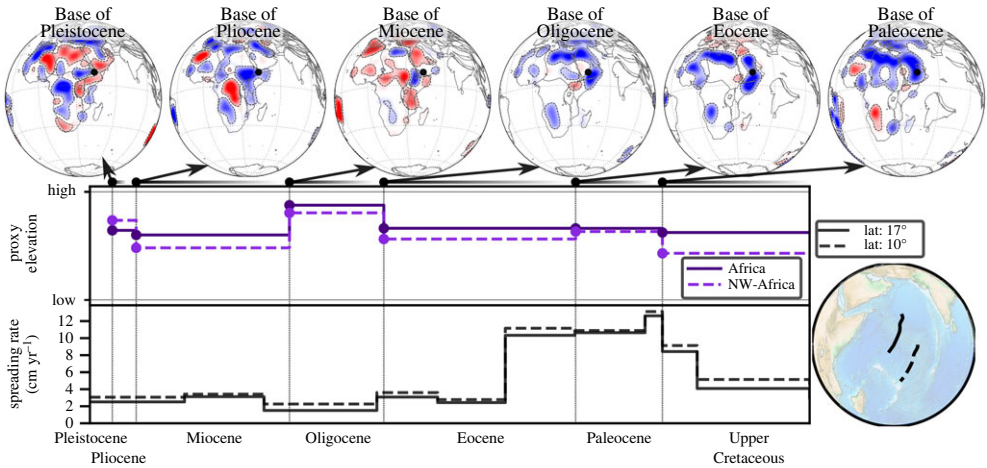 Base of Pleistocene
Base of Pliocene
Base of Miocene
Base of Oligocene
Base of Eocene
Base of Paleocene
high
proxy elevation
low
Africa
NW-Africa
lat: 17°
lat: 10°
spreading rate (cm yr⁻¹)
12
10
8
6
4
2
0
Pleistocene
Pliocene
Miocene
Oligocene
Eocene
Paleocene
Upper Cretaceous